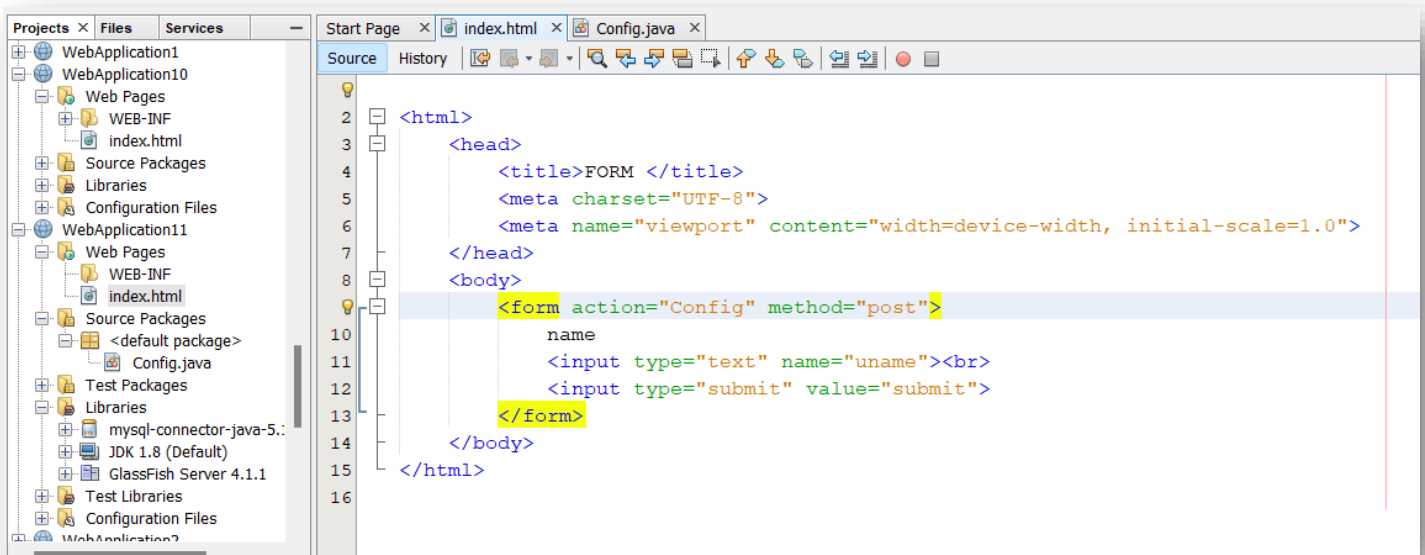 Projects Files Services
WebApplication1
WebApplication10
Web Pages
WEB-INF
index.html
Source Packages
Libraries
Configuration Files
WebApplication11
Web Pages
WEB-INF
index.html
Source Packages
<default package>
Config.java
Test Packages
Libraries
mysql-connector-java-5.
JDK 1.8 (Default)
GlassFish Server 4.1.1
Test Libraries
Configuration Files
WebApplication2
Start Page index.html Config.java
Source History
2 <html>
3 <head>
4 <title>FORM </title>
5 <meta charset="UTF-8">
6 <meta name="viewport" content="width=device-width, initial-scale=1.0">
7 </head>
8 <body>
<form action="Config" method="post">
10 name
11 <input type="text" name="uname"><br>
12 <input type="submit" value="submit">
13 </form>
14 </body>
15 </html>
16